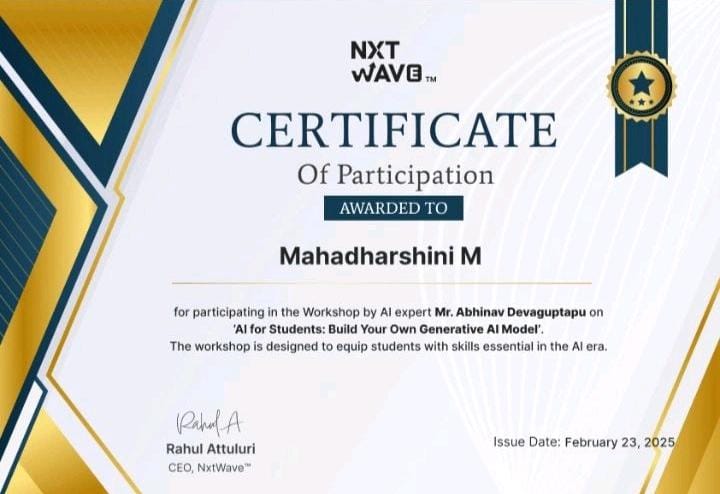 NXT
WAVE™
CERTIFICATE
Of Participation
AWARDED TO
Mahadharshini M
for participating in the Workshop by AI expert Mr. Abhinav Devaguptapu on
'AI for Students: Build Your Own Generative AI Model'.
The workshop is designed to equip students with skills essential in the AI era.
Rahul A
Rahul Attuluri
CEO, NxtWave™
Issue Date: February 23, 2025